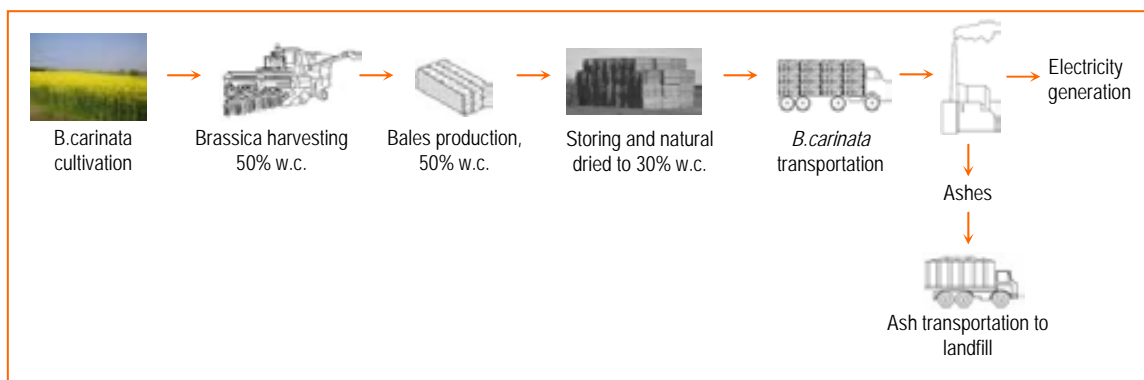 B.carinata
cultivation
Brassica harvesting
50% w.c.
Bales production,
50% w.c.
Storing and natural
dried to 30% w.c.
B.carinata
transportation
Electricity
generation
Ashes
Ash transportation to
landfill